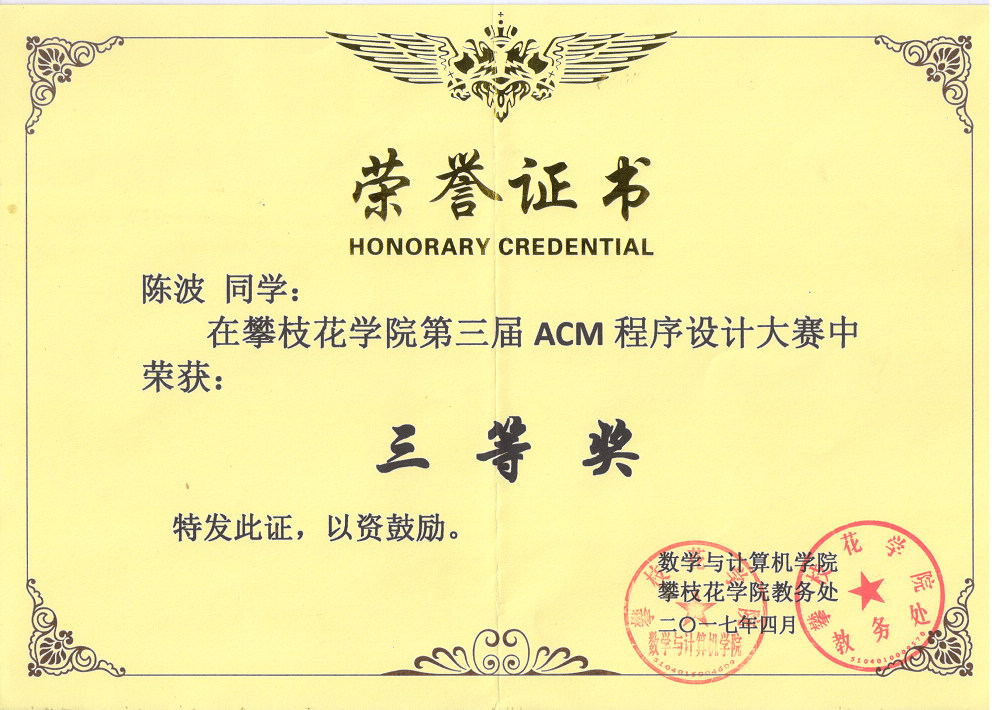 荣誉证书
HONORARY CREDENTIAL
陈波 同学：
在攀枝花学院第三届 ACM 程序设计大赛中
荣获：
三 等 奖
特发此证，以资鼓励。
数学与计算机学院
攀枝花学院教务处
二〇一七年四月
攀枝花学院
数学与计算机学院
5104015004609
攀枝花学院
教务处